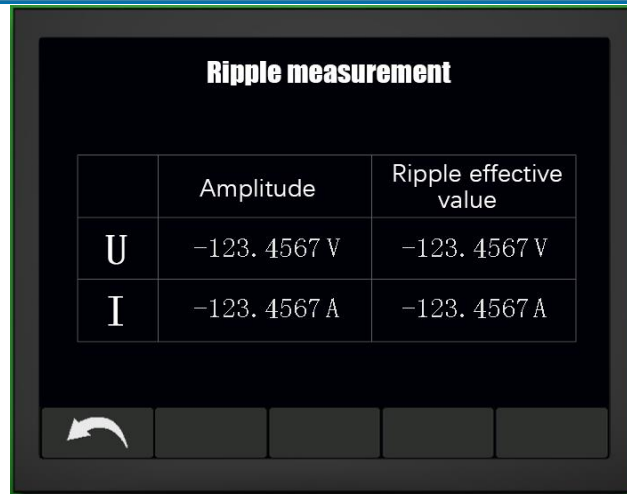 Ripple measurement
Amplitude
Ripple effective
value
U -123.4567 V -123.4567 V
I -123.4567 A -123.4567 A